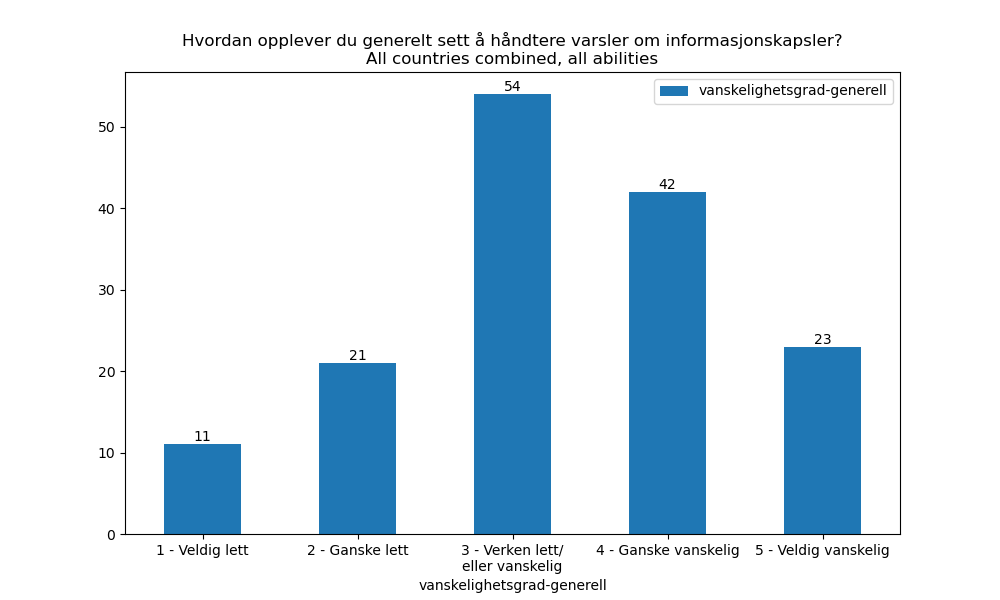 Hvordan opplever du generelt sett å håndtere varsler om informasjonskapsler?
All countries combined, all abilities
vanskelighetsgrad-generell
54
42
23
21
11
50
40
30
20
10
0
1 - Veldig lett
2 - Ganske lett
3 - Verken lett/
eller vanskelig
4 - Ganske vanskelig
5 - Veldig vanskelig
vanskelighetsgrad-generell